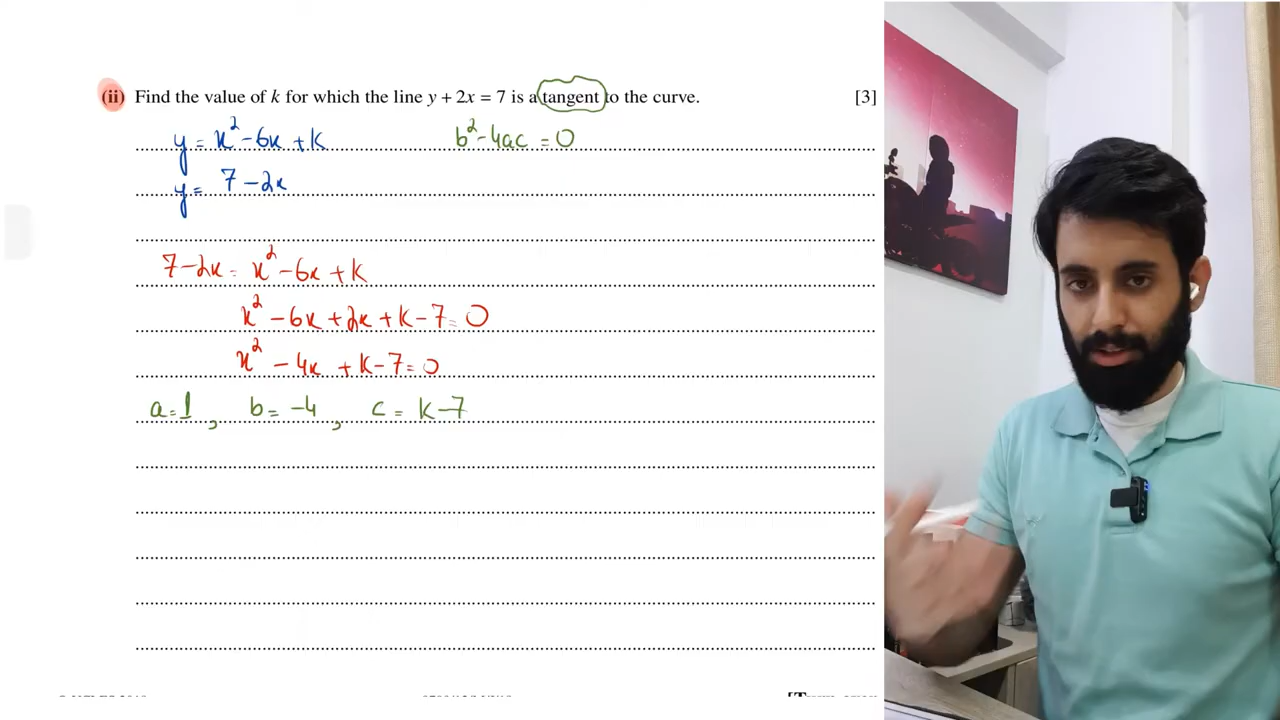 (ii) Find the value of k for which the line y + 2x = 7 is a tangent to the curve. [3]
y = x² - 6x + k b² - 4ac = 0
y = 7 - 2x
7 - 2x = x² - 6x + k
x² - 6x + 2x + k - 7 = 0
x² - 4x + k - 7 = 0
a = 1 , b = -4 , c = k - 7